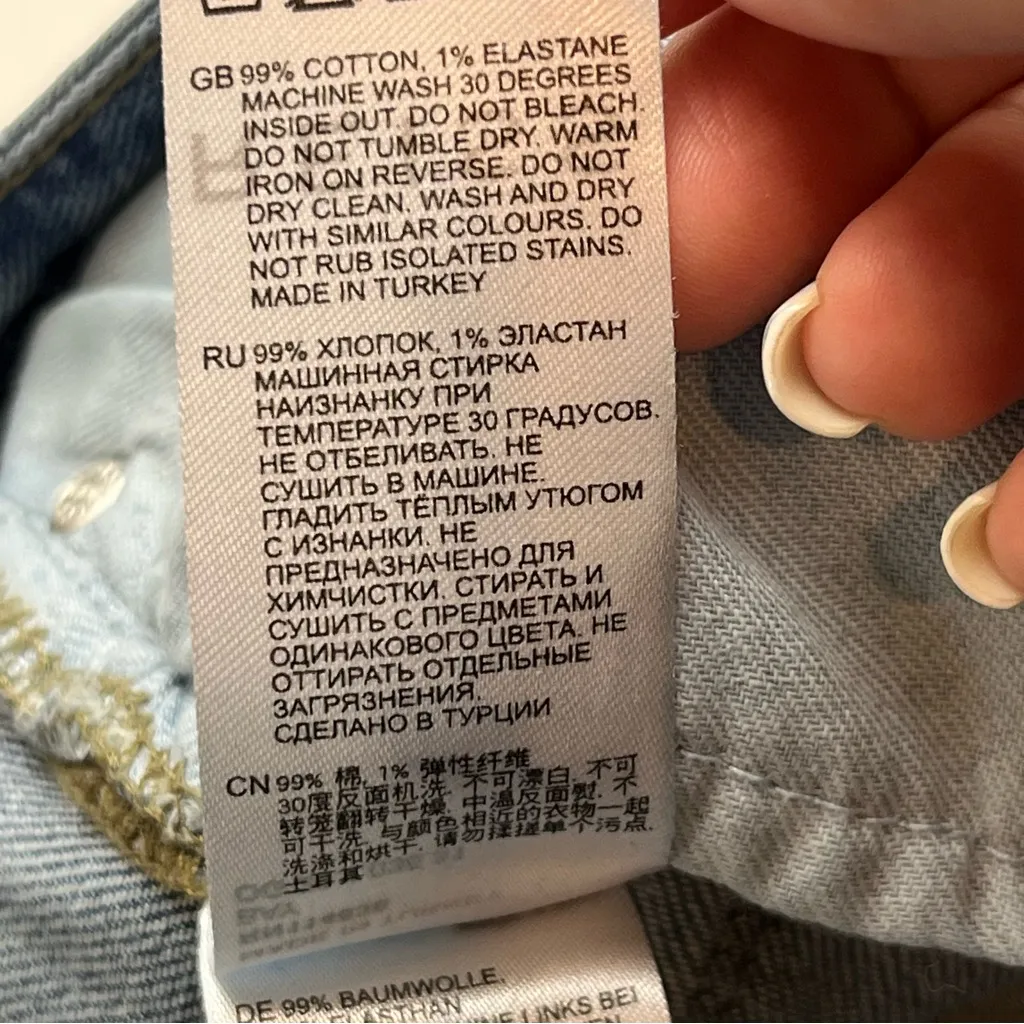 GB 99% COTTON, 1% ELASTANE
MACHINE WASH 30 DEGREES
INSIDE OUT. DO NOT BLEACH.
DO NOT TUMBLE DRY. WARM
IRON ON REVERSE. DO NOT
DRY CLEAN. WASH AND DRY
WITH SIMILAR COLOURS. DO
NOT RUB ISOLATED STAINS.
MADE IN TURKEY
RU 99% ХЛОПОК, 1% ЭЛАСТАН
МАШИННАЯ СТИРКА
НАИЗНАНКУ ПРИ
ТЕМПЕРАТУРЕ 30 ГРАДУСОВ.
НЕ ОТБЕЛИВАТЬ. НЕ
СУШИТЬ В МАШИНЕ.
ГЛАДИТЬ ТЁПЛЫМ УТЮГОМ
С ИЗНАНКИ. НЕ
ПРЕДНАЗНАЧЕНО ДЛЯ
ХИМЧИСТКИ. СТИРАТЬ И
СУШИТЬ С ПРЕДМЕТАМИ
ОДИНАКОВОГО ЦВЕТА. НЕ
ОТТИРАТЬ ОТДЕЛЬНЫЕ
ЗАГРЯЗНЕНИЯ.
СДЕЛАНО В ТУРЦИИ
CN 99% 棉, 1% 弹性纤维
30度反面机洗. 不可漂白. 不可
转笼翻转干燥. 中温反面熨. 不
可干洗. 与颜色相近的衣物一起
洗涤和烘干. 请勿揉搓单个污点.
土耳其
DE 99% BAUMWOLLE,
ELASTHAN
LINKS BEI